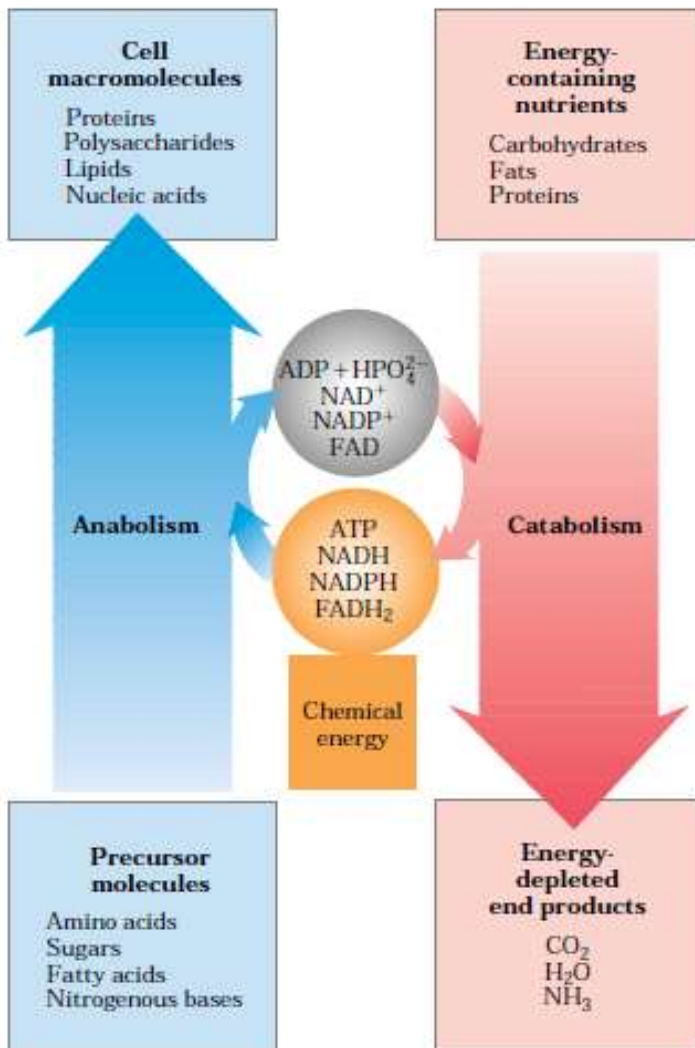 Cell
macromolecules
Proteins
Polysaccharides
Lipids
Nucleic acids
Energy-
containing
nutrients
Carbohydrates
Fats
Proteins
ADP + HPO₄²⁻
NAD⁺
NADP⁺
FAD
Anabolism
ATP
NADH
NADPH
FADH₂
Catabolism
Chemical
energy
Precursor
molecules
Amino acids
Sugars
Fatty acids
Nitrogenous bases
Energy-
depleted
end products
CO₂
H₂O
NH₃